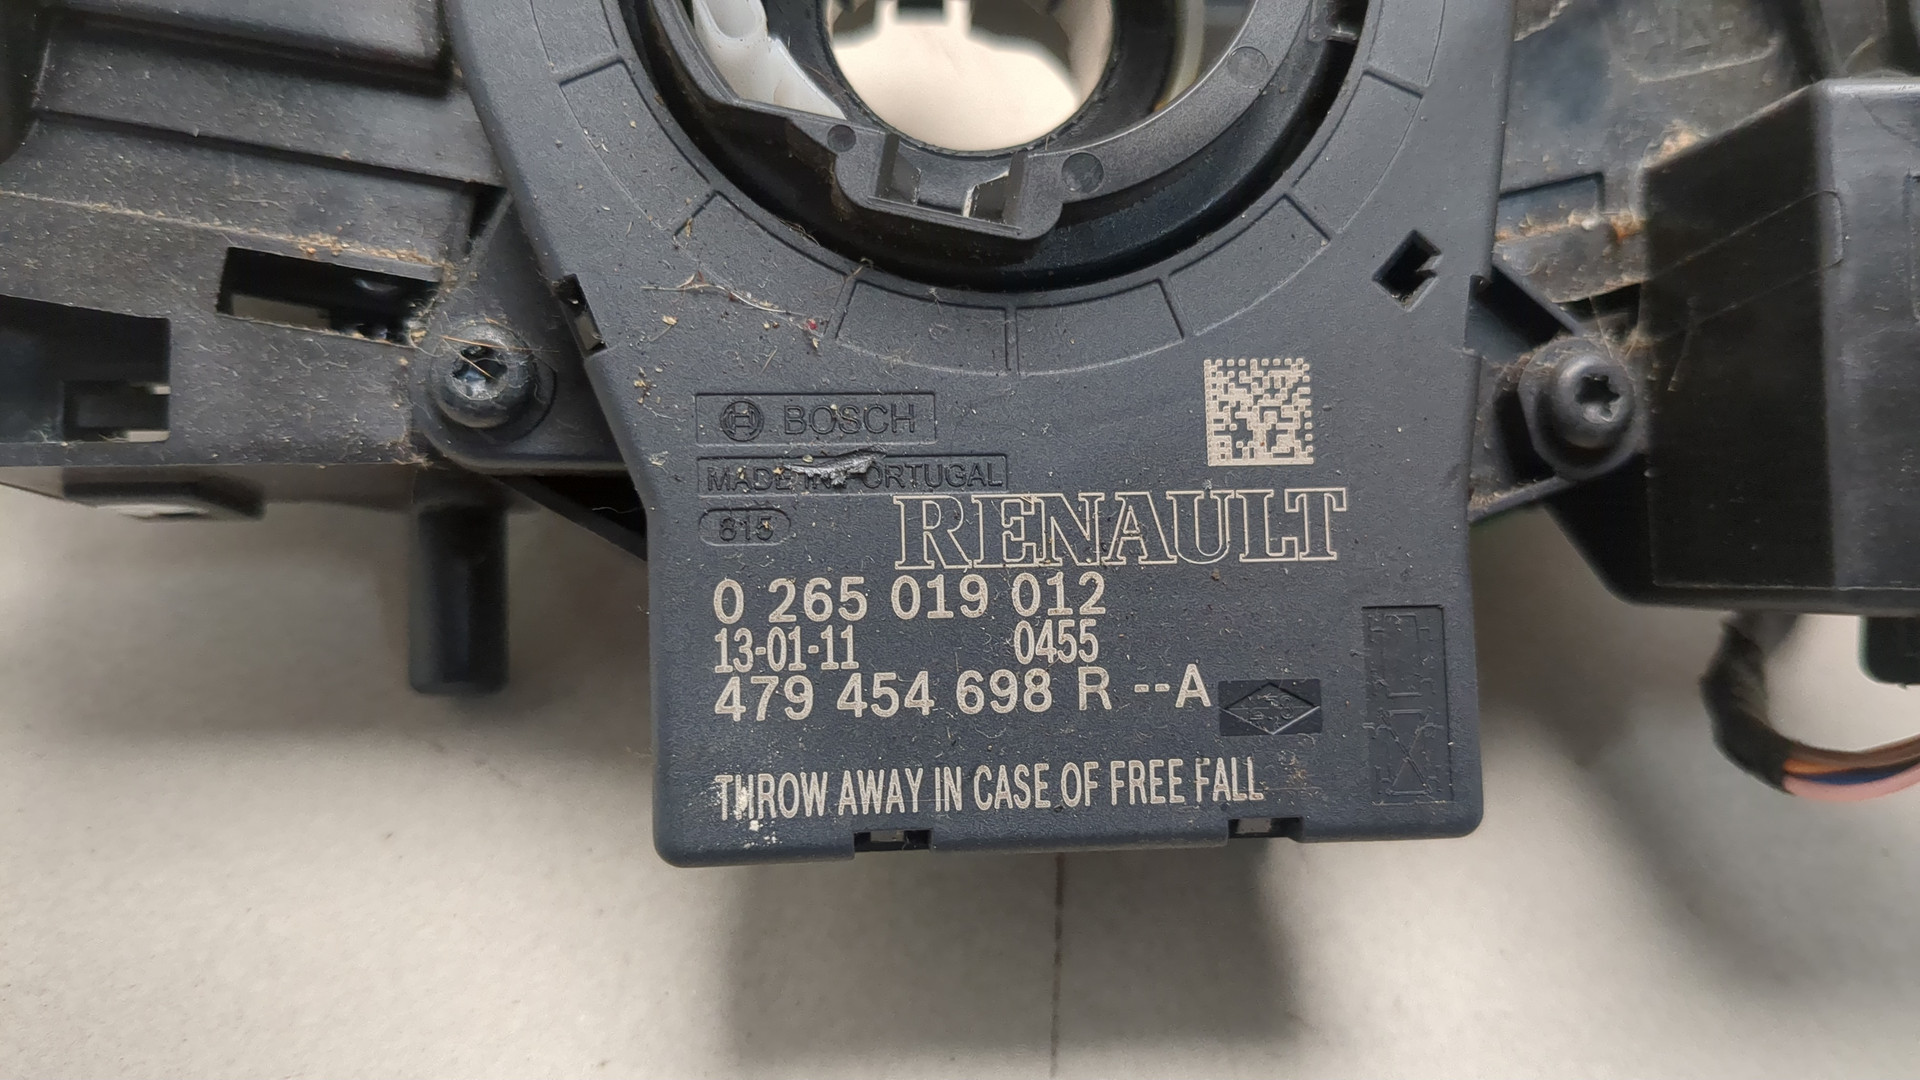 BOSCH
MADE IN PORTUGAL
815
RENAULT
0 265 019 012
13-01-11 0455
479 454 698 R --A
THROW AWAY IN CASE OF FREE FALL